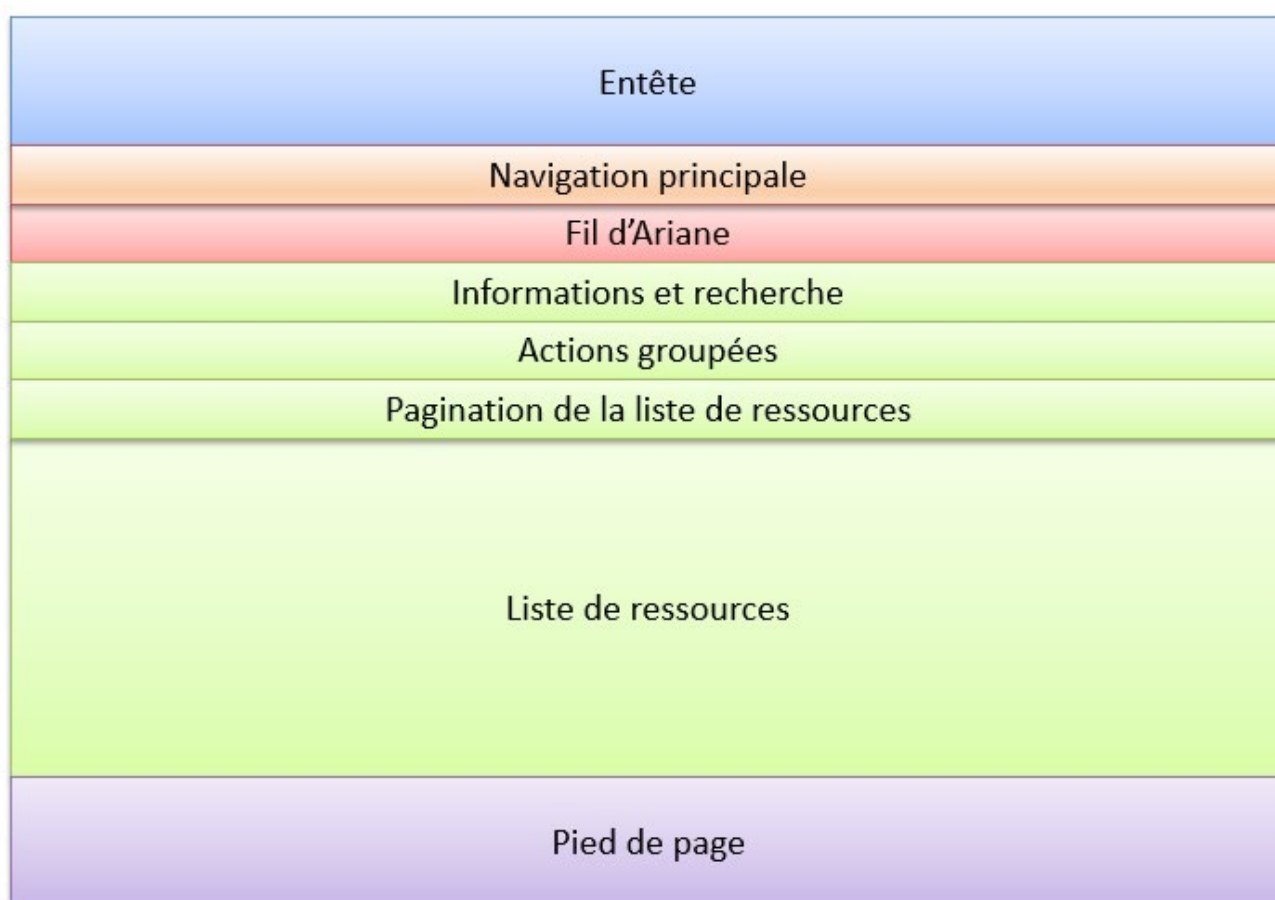 Entête
Navigation principale
Fil d’Ariane
Informations et recherche
Actions groupées
Pagination de la liste de ressources
Liste de ressources
Pied de page